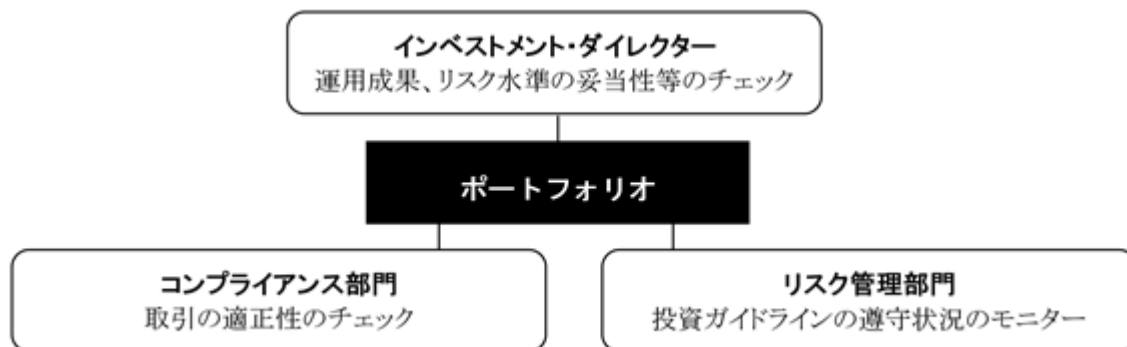 インベストメント・ダイレクター
運用成果、リスク水準の妥当性等のチェック
ポートフォリオ
コンプライアンス部門
取引の適正性のチェック
リスク管理部門
投資ガイドラインの遵守状況のモニター